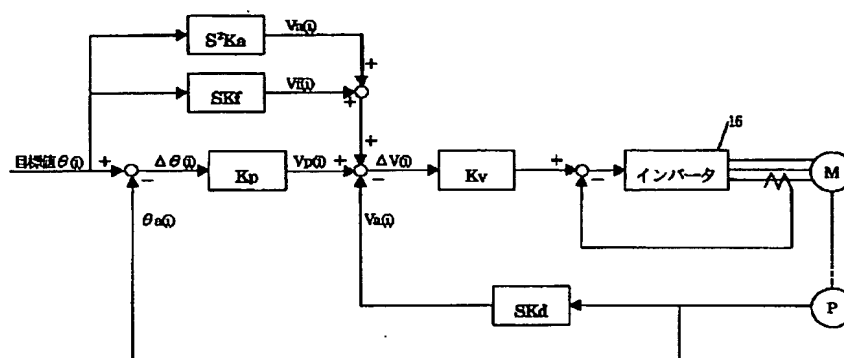 S²Ka
Va(i)
+
SKf
Vf(i)
+
+
16
目標値θ(i)
+
−
Δθ(i)
Kp
Vp(i)
+
−
ΔV(i)
Kv
+
−
インバータ
M
θa(i)
Va(i)
SKd
P